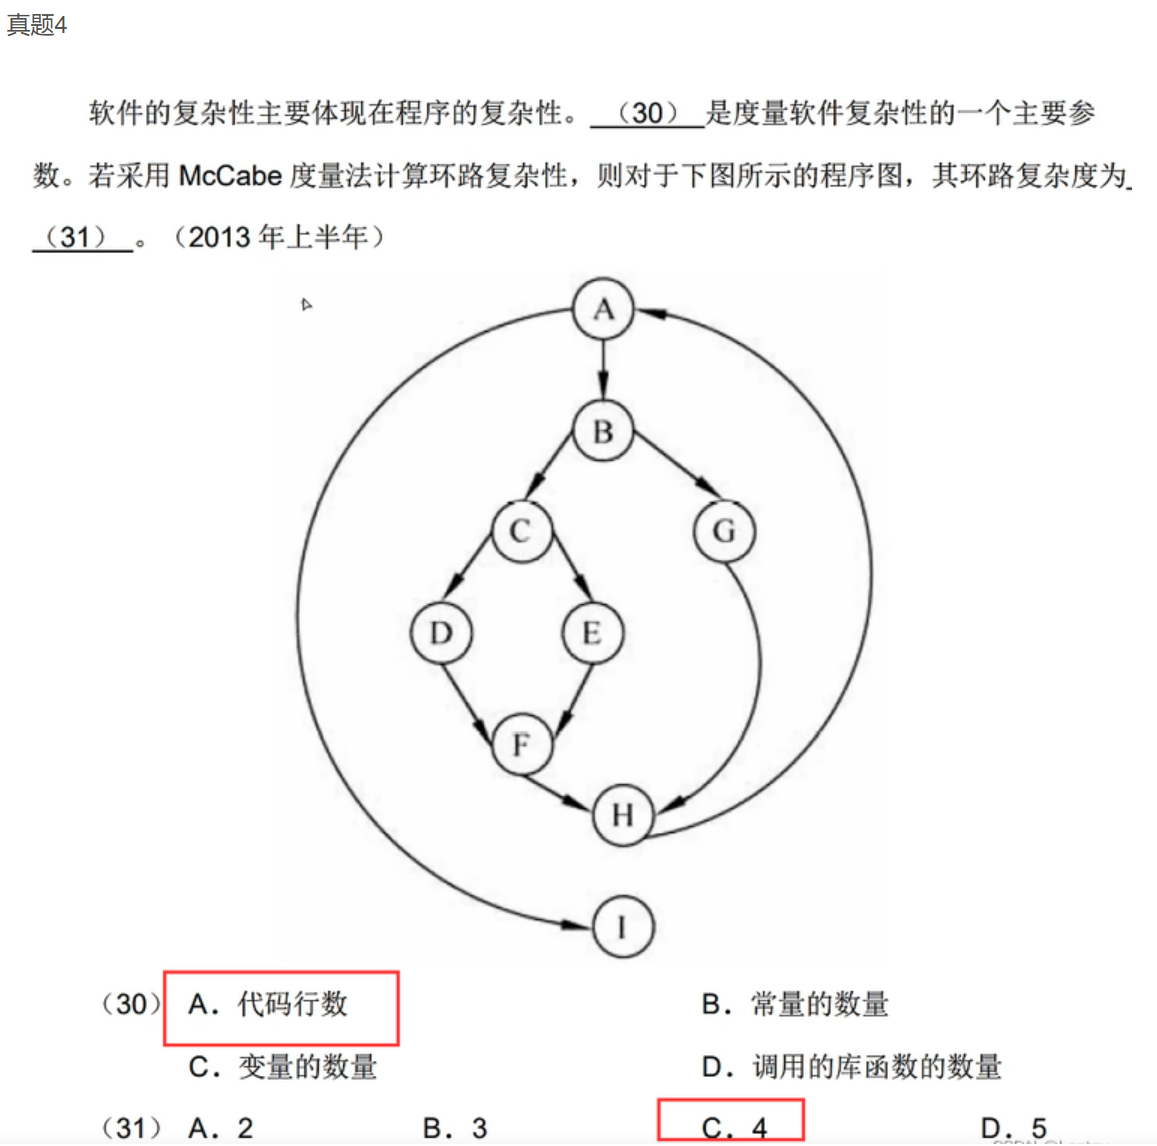 真题4
软件的复杂性主要体现在程序的复杂性。（30）是度量软件复杂性的一个主要参
数。若采用 McCabe 度量法计算环路复杂性，则对于下图所示的程序图，其环路复杂度为
（31）。（2013 年上半年）
A
B
C
G
D
E
F
H
I
（30） A．代码行数 B．常量的数量
C．变量的数量 D．调用的库函数的数量
（31） A．2 B．3 C．4 D．5